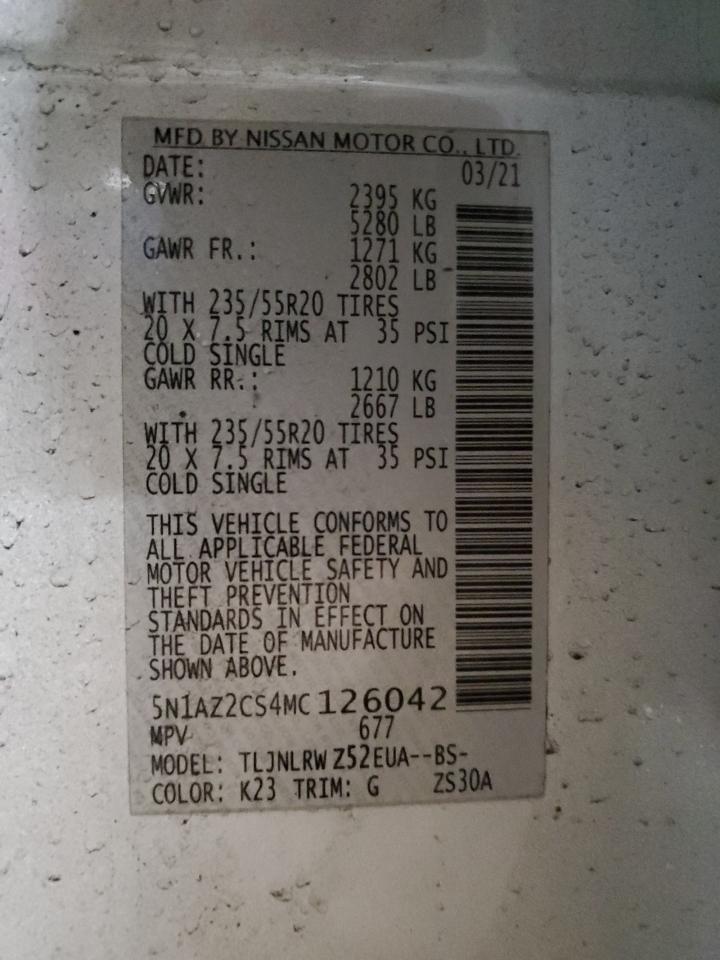 MFD BY NISSAN MOTOR CO., LTD.
DATE: 03/21
GVWR: 2395 KG
5280 LB
GAWR FR.: 1271 KG
2802 LB
WITH 235/55R20 TIRES
20 X 7.5 RIMS AT 35 PSI
COLD SINGLE
GAWR RR.: 1210 KG
2667 LB
WITH 235/55R20 TIRES
20 X 7.5 RIMS AT 35 PSI
COLD SINGLE
THIS VEHICLE CONFORMS TO
ALL APPLICABLE FEDERAL
MOTOR VEHICLE SAFETY AND
THEFT PREVENTION
STANDARDS IN EFFECT ON
THE DATE OF MANUFACTURE
SHOWN ABOVE.
5N1AZ2CS4MC126042
MPV 677
MODEL: TLJNLRW Z52EUA--BS-
COLOR: K23 TRIM: G ZS30A